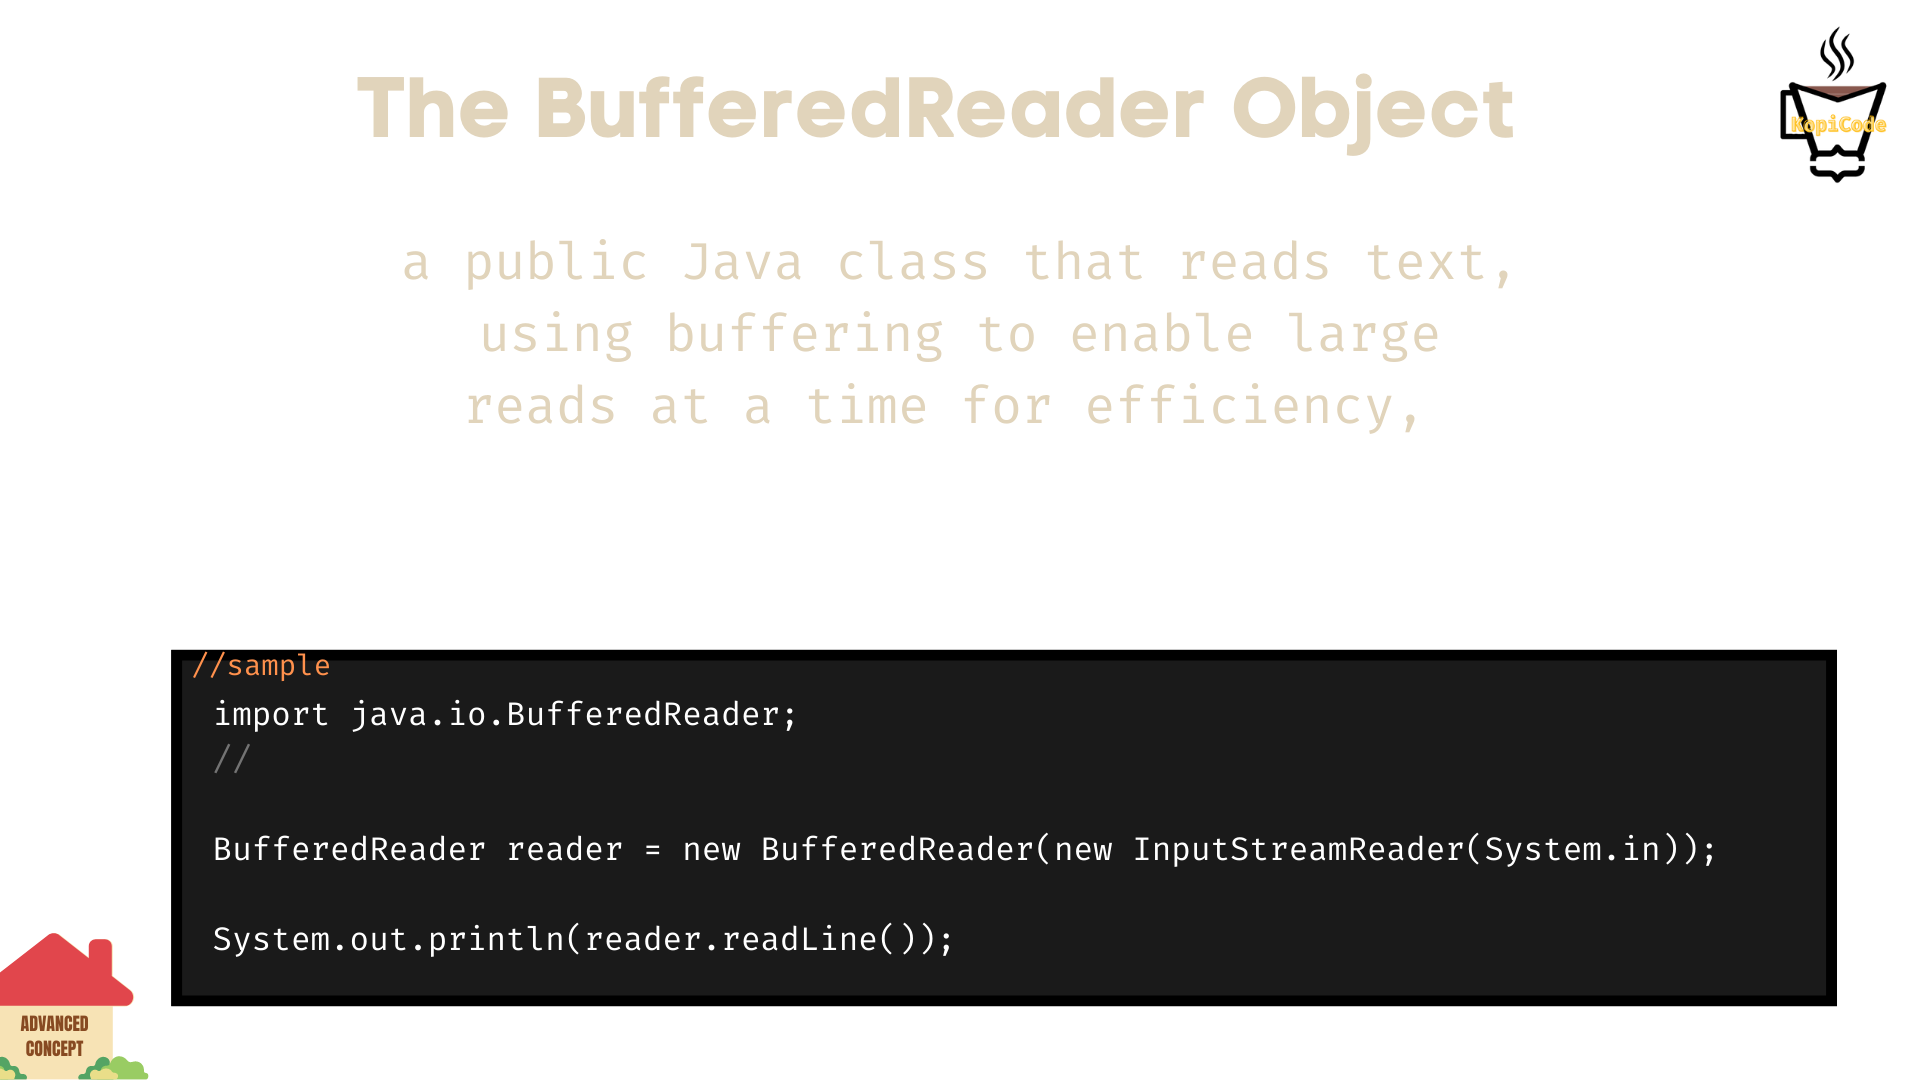 The BufferedReader Object
KopiCode
a public Java class that reads text,
using buffering to enable large
reads at a time for efficiency,
//sample
import java.io.BufferedReader;
//
BufferedReader reader = new BufferedReader(new InputStreamReader(System.in));
System.out.println(reader.readLine());
ADVANCED
CONCEPT